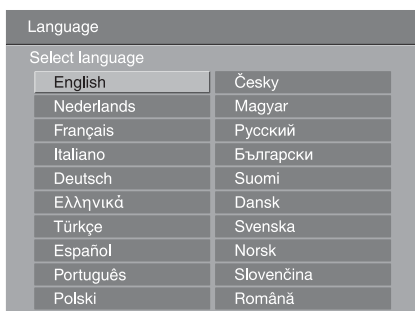 Language
Select language
English
Nederlands
Français
Italiano
Deutsch
Ελληνικά
Türkçe
Español
Português
Polski
Česky
Magyar
Русский
Български
Suomi
Dansk
Svenska
Norsk
Slovenčina
Română